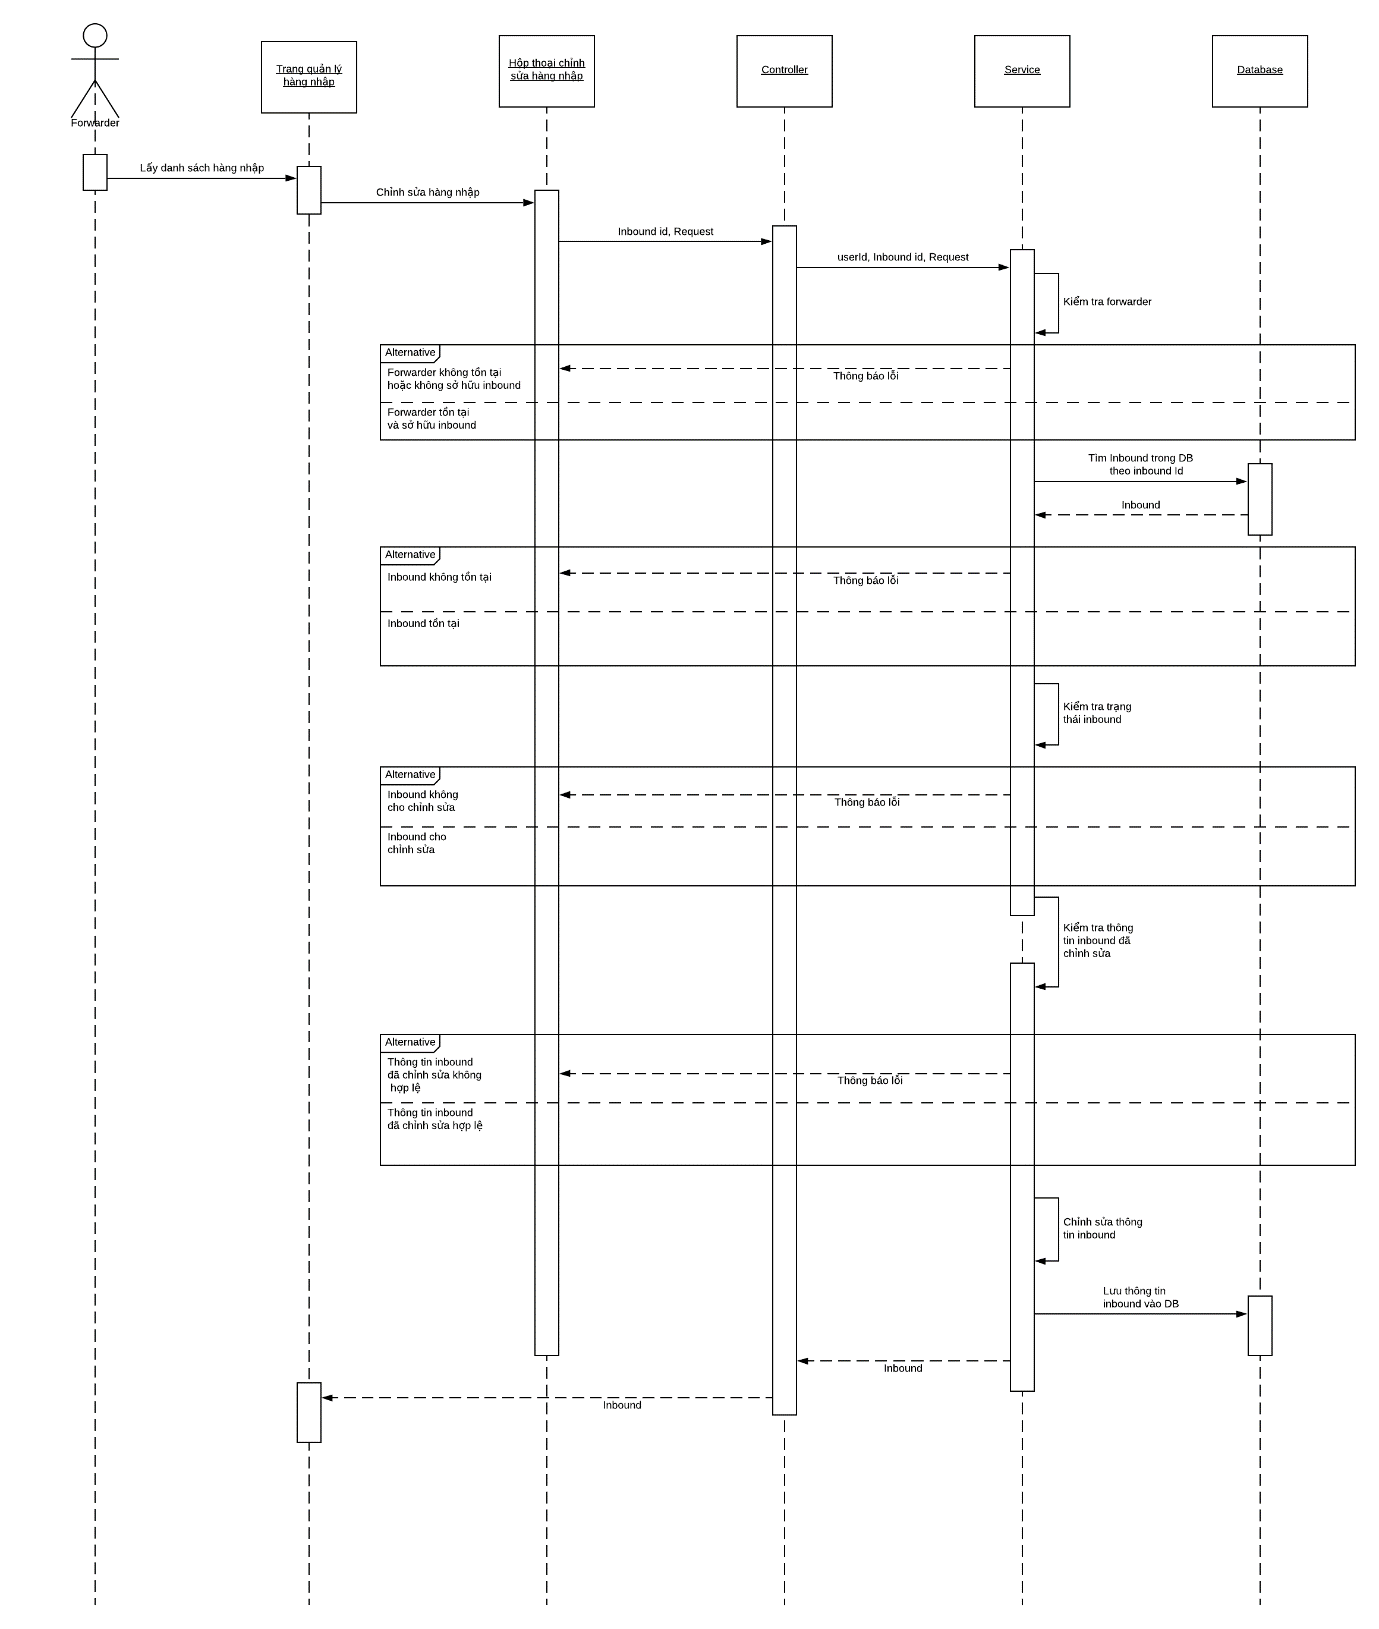 Forwarder
Trang quản lý
hàng nhập
Hộp thoại chỉnh
sửa hàng nhập
Controller
Service
Database
Lấy danh sách hàng nhập
Chỉnh sửa hàng nhập
Inbound id, Request
userId, Inbound id, Request
Kiểm tra forwarder
Alternative
Forwarder không tồn tại
hoặc không sở hữu inbound
Thông báo lỗi
Forwarder tồn tại
và sở hữu inbound
Tìm Inbound trong DB
theo inbound Id
Inbound
Alternative
Inbound không tồn tại
Thông báo lỗi
Inbound tồn tại
Kiểm tra trạng
thái inbound
Alternative
Inbound không
cho chỉnh sửa
Thông báo lỗi
Inbound cho
chỉnh sửa
Kiểm tra thông
tin inbound đã
chỉnh sửa
Alternative
Thông tin inbound
đã chỉnh sửa không
hợp lệ
Thông báo lỗi
Thông tin inbound
đã chỉnh sửa hợp lệ
Chỉnh sửa thông
tin inbound
Lưu thông tin
inbound vào DB
Inbound
Inbound